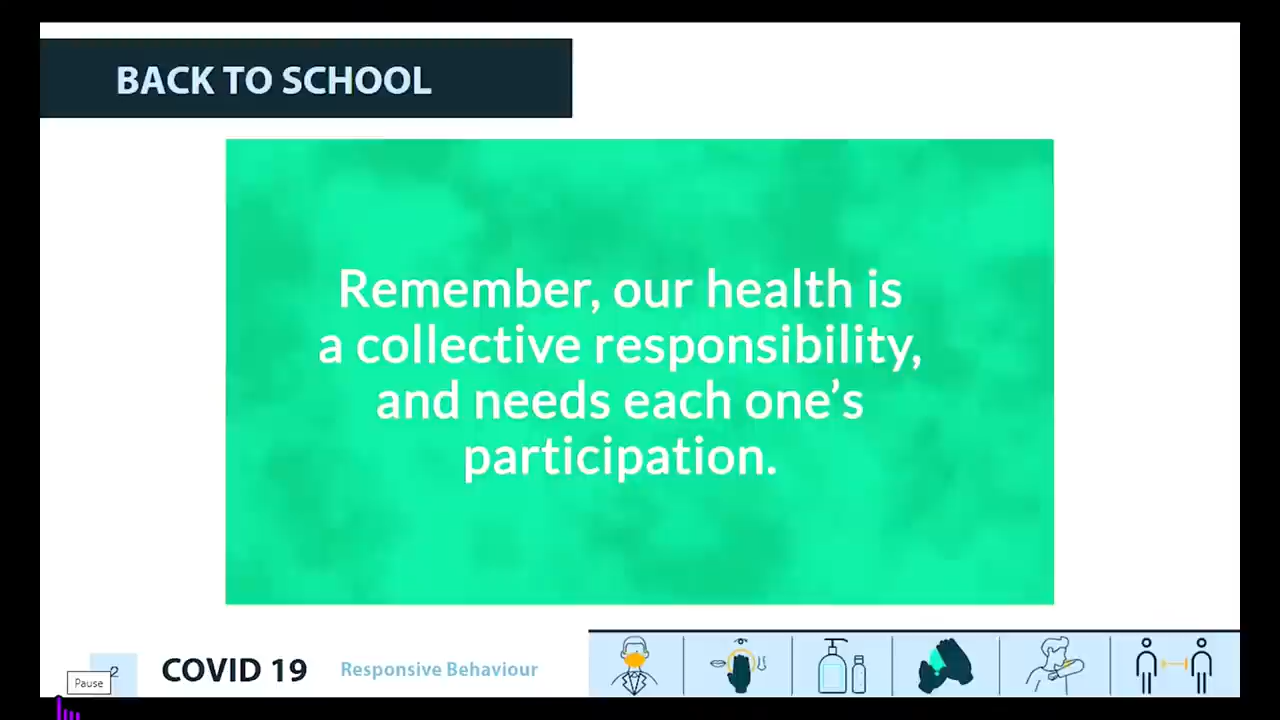 BACK TO SCHOOL
Remember, our health is
a collective responsibility,
and needs each one’s
participation.
2
COVID 19 Responsive Behaviour
Pause